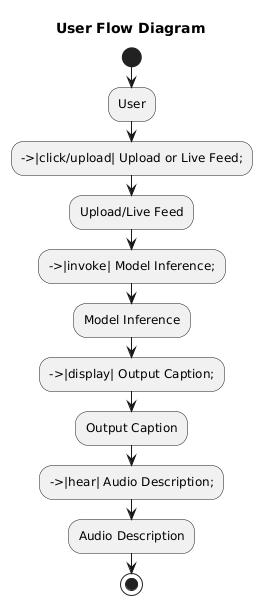 User Flow Diagram
User
->|click/upload| Upload or Live Feed;
Upload/Live Feed
->|invoke| Model Inference;
Model Inference
->|display| Output Caption;
Output Caption
->|hear| Audio Description;
Audio Description